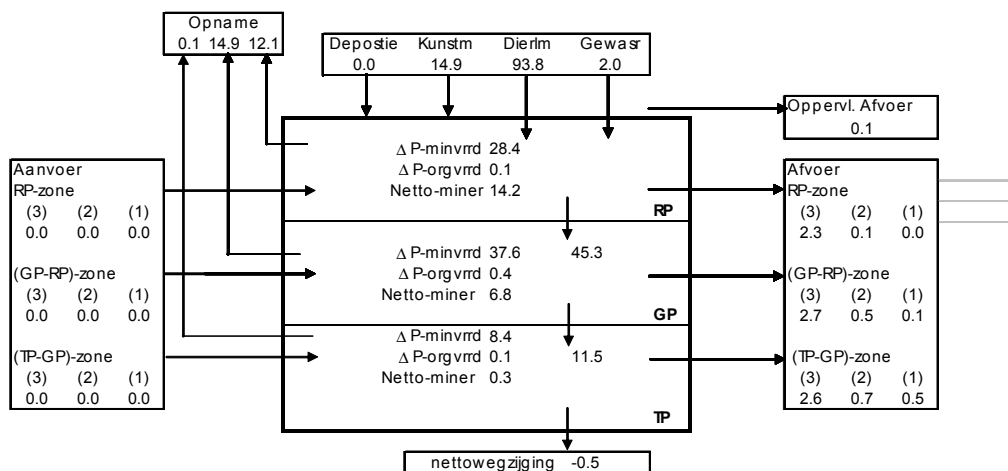 Opname
0.1 14.9 12.1
Depostie Kunstm Dierlm Gewasr
0.0 14.9 93.8 2.0
Oppervl. Afvoer
0.1
Aanvoer
RP-zone
(3) (2) (1)
0.0 0.0 0.0
(GP-RP)-zone
(3) (2) (1)
0.0 0.0 0.0
(TP-GP)-zone
(3) (2) (1)
0.0 0.0 0.0
Δ P-minvrrd 28.4
Δ P-orgvrrd 0.1
Netto-miner 14.2
RP
Δ P-minvrrd 37.6 45.3
Δ P-orgvrrd 0.4
Netto-miner 6.8
GP
Δ P-minvrrd 8.4
Δ P-orgvrrd 0.1 11.5
Netto-miner 0.3
TP
Afvoer
RP-zone
(3) (2) (1)
2.3 0.1 0.0
(GP-RP)-zone
(3) (2) (1)
2.7 0.5 0.1
(TP-GP)-zone
(3) (2) (1)
2.6 0.7 0.5
nettowegzijging -0.5